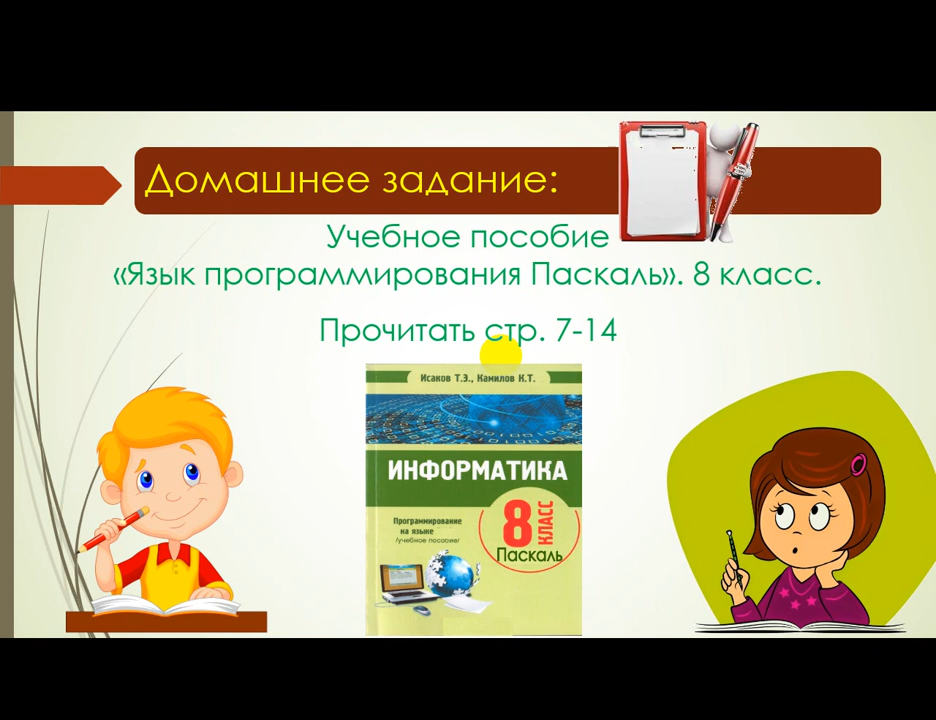 Домашнее задание:
Учебное пособие
«Язык программирования Паскаль». 8 класс.
Прочитать стр. 7-14
Исаков Т.Э., Камилов К.Т.
ИНФОРМАТИКА
8 КЛАСС
Программирование
на языке
Паскаль
/учебное пособие/